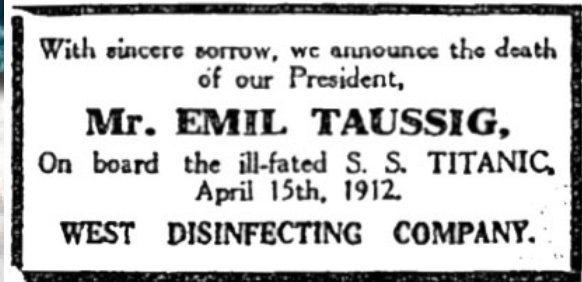 With sincere sorrow, we announce the death
of our President,
Mr. EMIL TAUSSIG,
On board the ill-fated S. S. TITANIC,
April 15th, 1912.
WEST DISINFECTING COMPANY.